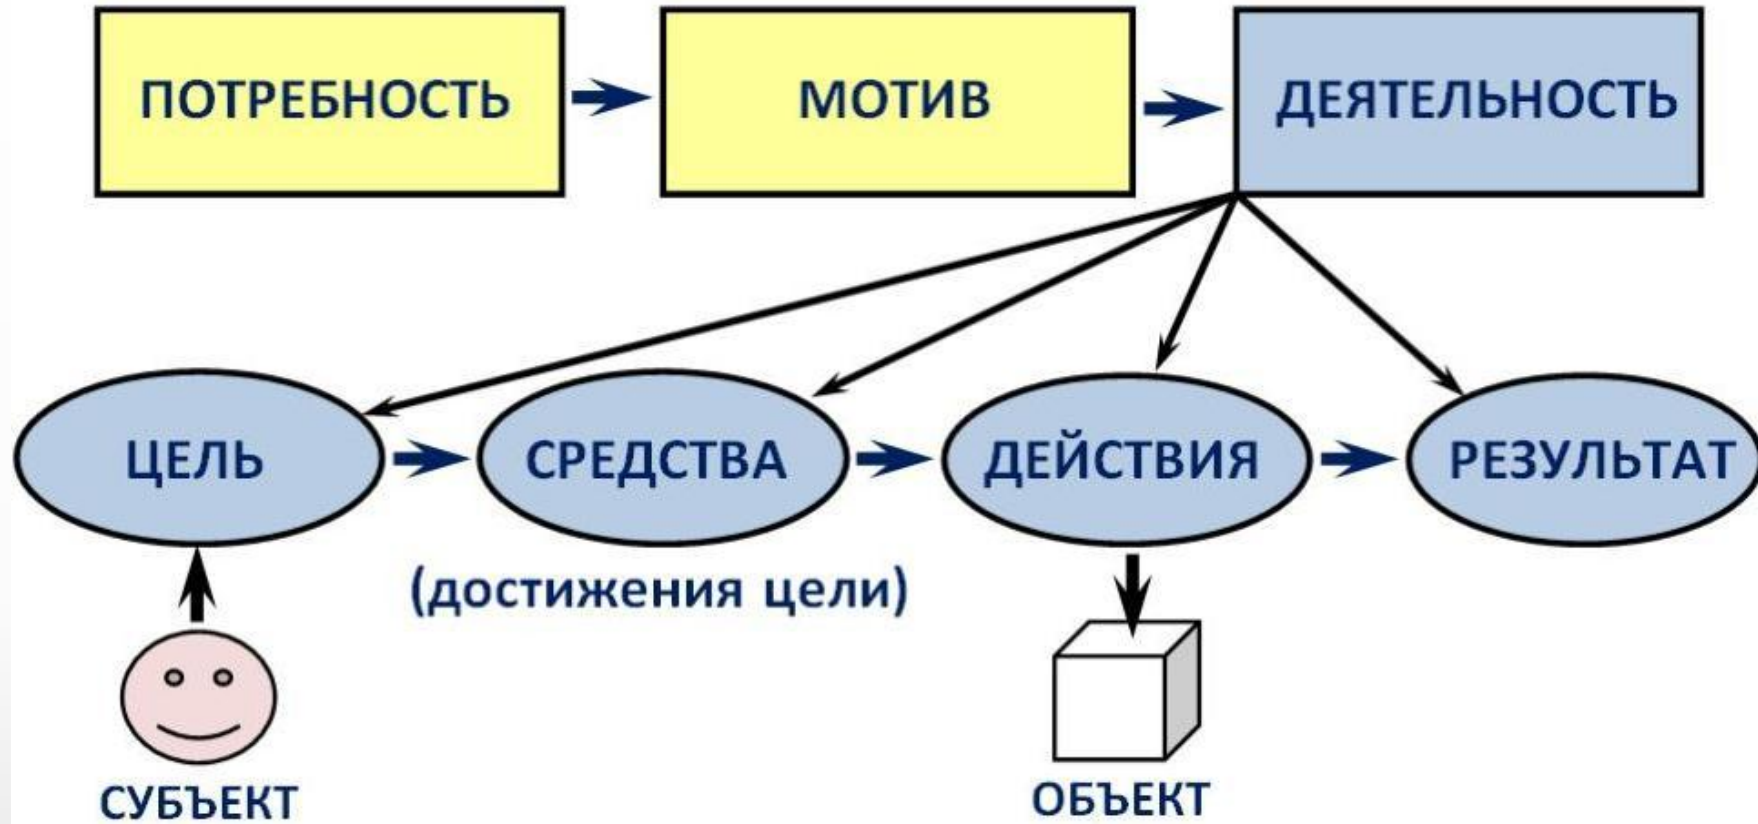 ПОТРЕБНОСТЬ
МОТИВ
ДЕЯТЕЛЬНОСТЬ
ЦЕЛЬ
СРЕДСТВА
ДЕЙСТВИЯ
РЕЗУЛЬТАТ
(достижения цели)
СУБЪЕКТ
ОБЪЕКТ